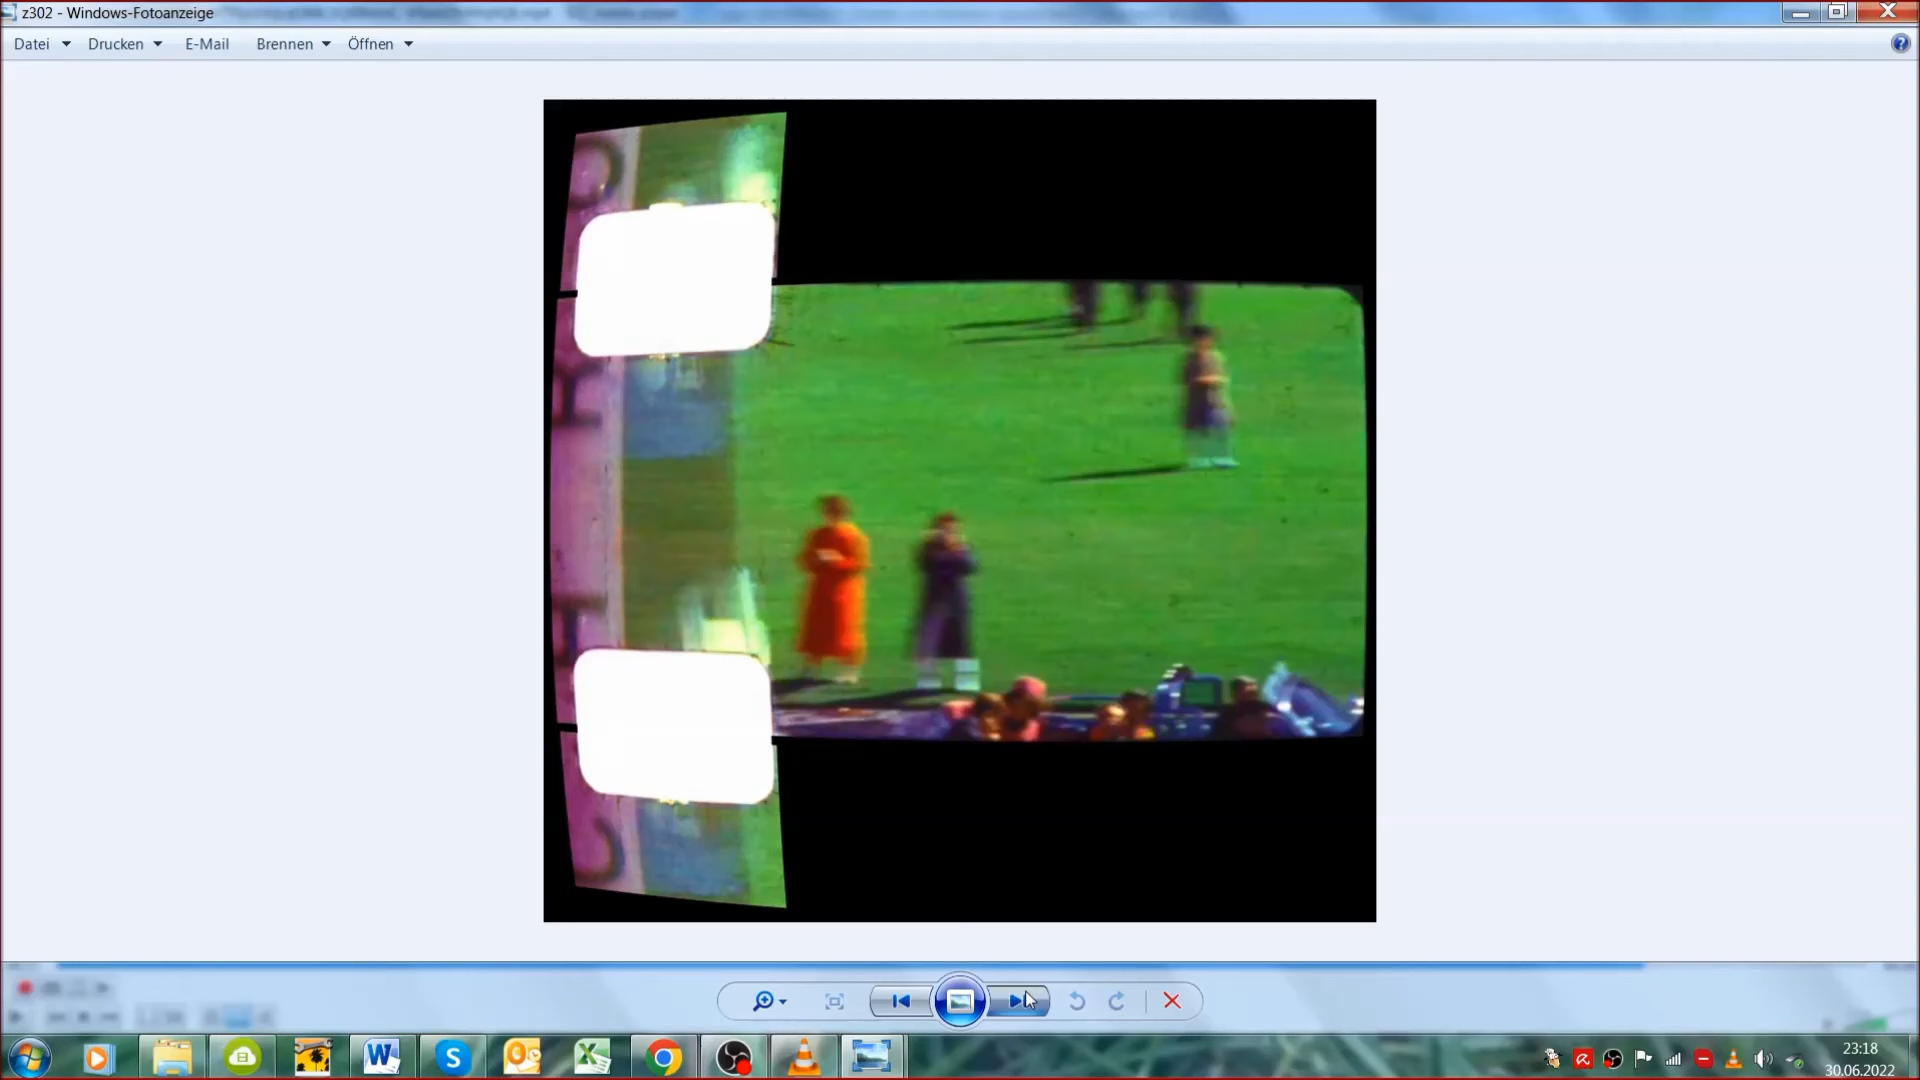 z302 - Windows-Fotoanzeige
Datei Drucken E-Mail Brennen Öffnen
23:18
30.06.2022